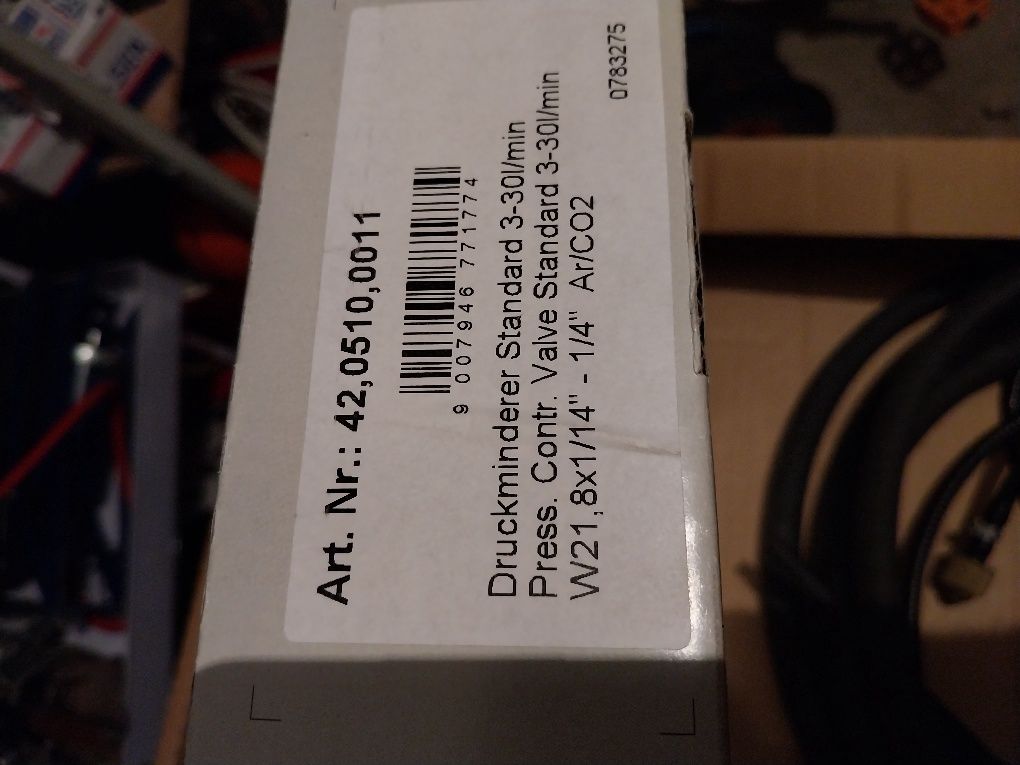 Art. Nr.: 42,0510,0011
9 007946 771774
Druckminderer Standard 3-30l/min
Press. Contr. Valve Standard 3-30l/min
W21,8x1/14" - 1/4" Ar/CO2
0783275